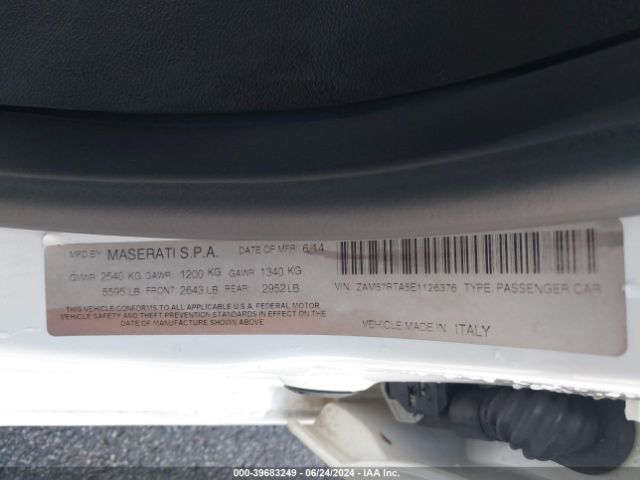 MFD BY MASERATI S.P.A. DATE OF MFR 6/14
GVWR 2540 KG GAWR 1200 KG GAWR 1340 KG
5595 LB FRONT 2643 LB REAR 2952 LB
THIS VEHICLE CONFORMS TO ALL APPLICABLE U.S.A. FEDERAL MOTOR
VEHICLE SAFETY AND THEFT PREVENTION STANDARDS IN EFFECT ON THE
DATE OF MANUFACTURE SHOWN ABOVE
VIN: ZAM57RTA5E1126376 TYPE: PASSENGER CAR
VEHICLE MADE IN ITALY
000-39683249 - 06/24/2024 - IAA Inc.